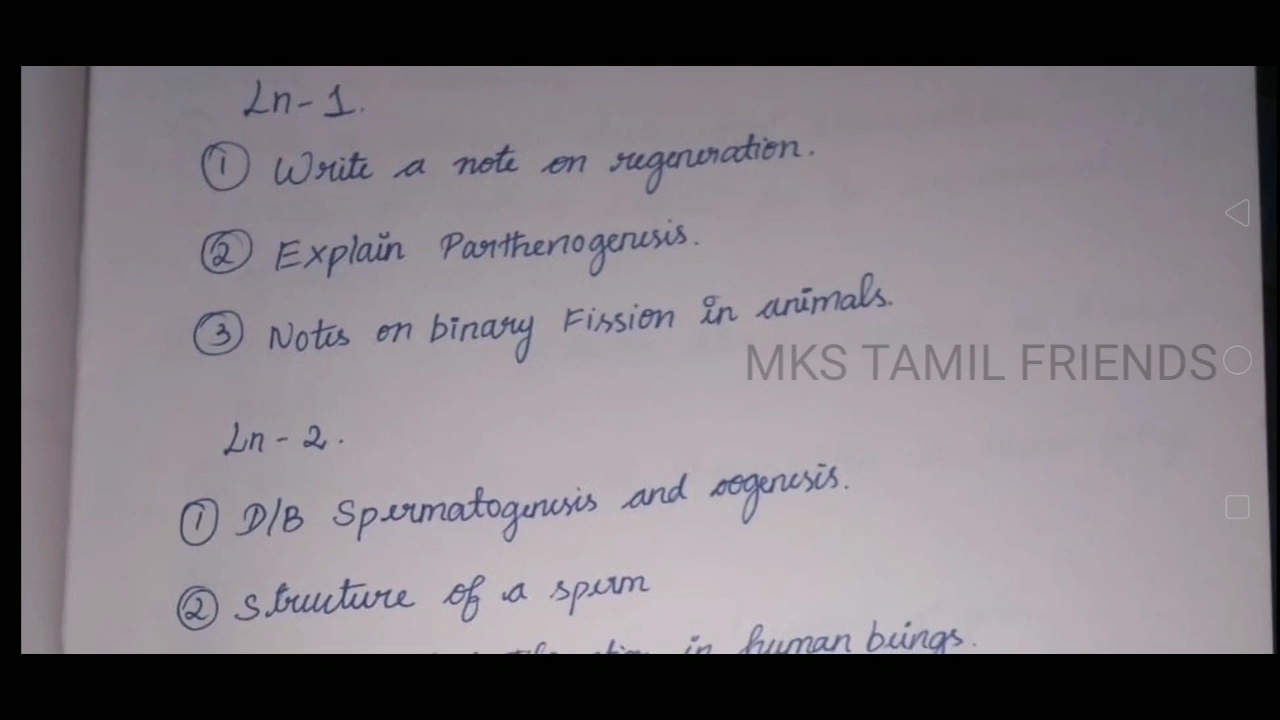 Ln - 1.
① Write a note on regeneration.
② Explain Parthenogenesis.
③ Notes on binary Fission in animals.
MKS TAMIL FRIENDS
Ln - 2.
① D/B Spermatogenesis and oogenesis.
② Structure of a sperm
in human beings.